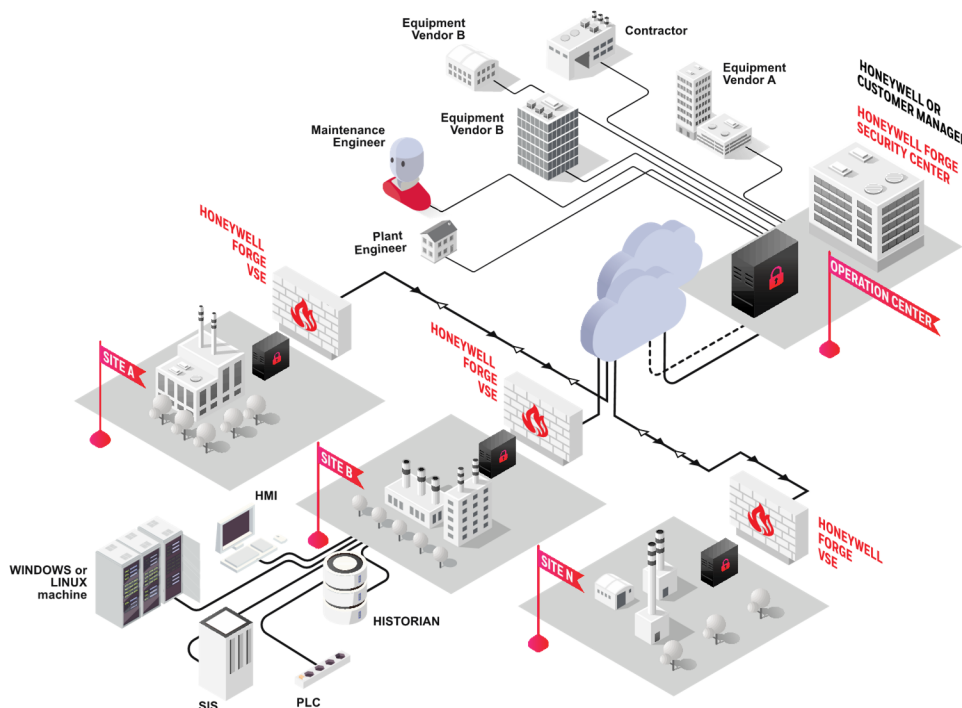 Equipment
Vendor B
Contractor
Equipment
Vendor A
HONEYWELL OR
CUSTOMER MANAGED
HONEYWELL FORGE
SECURITY CENTER
Maintenance
Engineer
Equipment
Vendor B
Plant
Engineer
HONEYWELL
FORGE
VSE
OPERATION CENTER
SITE A
HONEYWELL
FORGE
VSE
SITE B
HONEYWELL
FORGE
VSE
HMI
WINDOWS or
LINUX
machine
HISTORIAN
SITE N
SIS
PLC